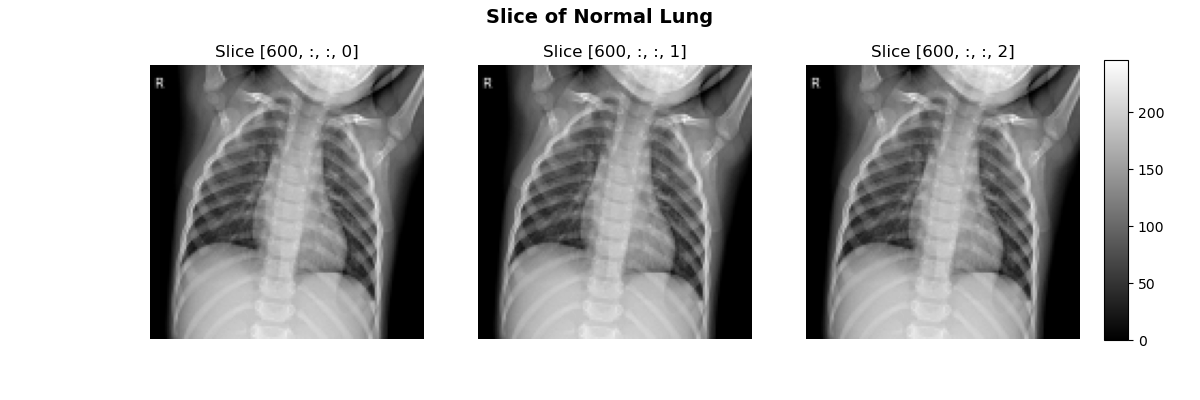 Slice of Normal Lung
Slice [600, :, :, 0]
Slice [600, :, :, 1]
Slice [600, :, :, 2]
R
R
R
200
150
100
50
0